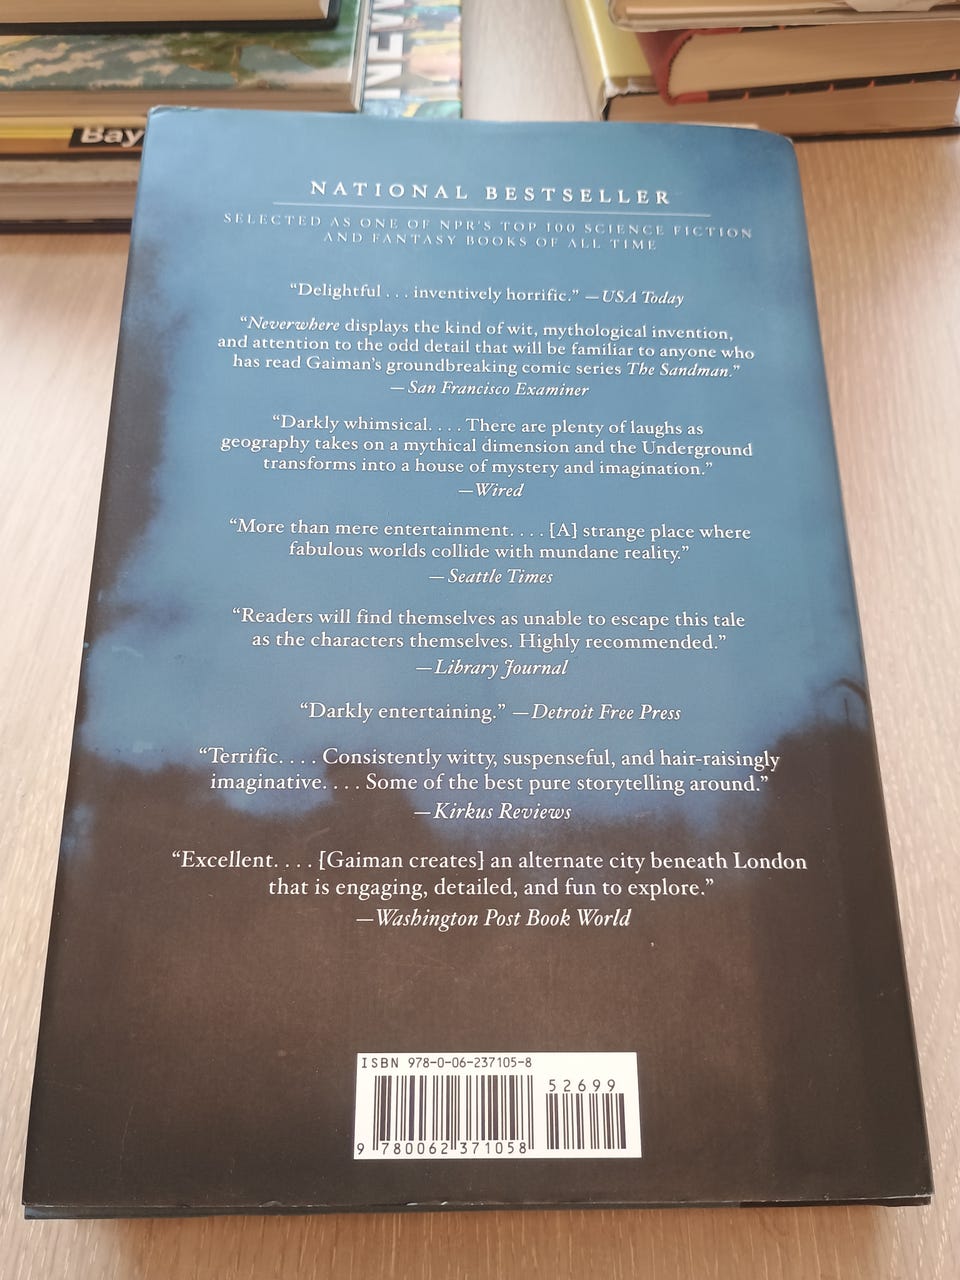 NEW
Bay
NATIONAL BESTSELLER
SELECTED AS ONE OF NPR'S TOP 100 SCIENCE FICTION
AND FANTASY BOOKS OF ALL TIME
“Delightful . . . inventively horrific.” —USA Today
“Neverwhere displays the kind of wit, mythological invention,
and attention to the odd detail that will be familiar to anyone who
has read Gaiman’s groundbreaking comic series The Sandman.”
—San Francisco Examiner
“Darkly whimsical. . . . There are plenty of laughs as
geography takes on a mythical dimension and the Underground
transforms into a house of mystery and imagination.”
—Wired
“More than mere entertainment. . . . [A] strange place where
fabulous worlds collide with mundane reality.”
—Seattle Times
“Readers will find themselves as unable to escape this tale
as the characters themselves. Highly recommended.”
—Library Journal
“Darkly entertaining.” —Detroit Free Press
“Terrific. . . . Consistently witty, suspenseful, and hair-raisingly
imaginative. . . . Some of the best pure storytelling around.”
—Kirkus Reviews
“Excellent. . . . [Gaiman creates] an alternate city beneath London
that is engaging, detailed, and fun to explore.”
—Washington Post Book World
ISBN 978-0-06-237105-8
52699
9 780062 371058